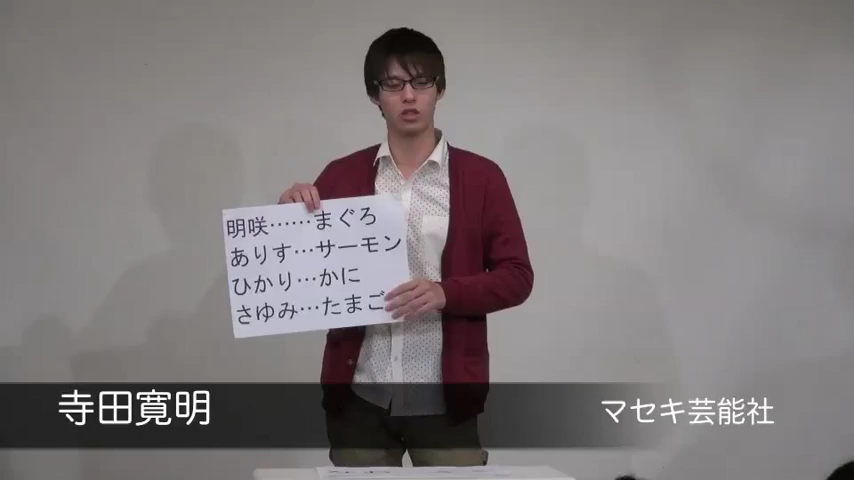 明咲……まぐろ
ありす…サーモン
ひかり…かに
さゆみ…たまご
寺田寛明
マセキ芸能社